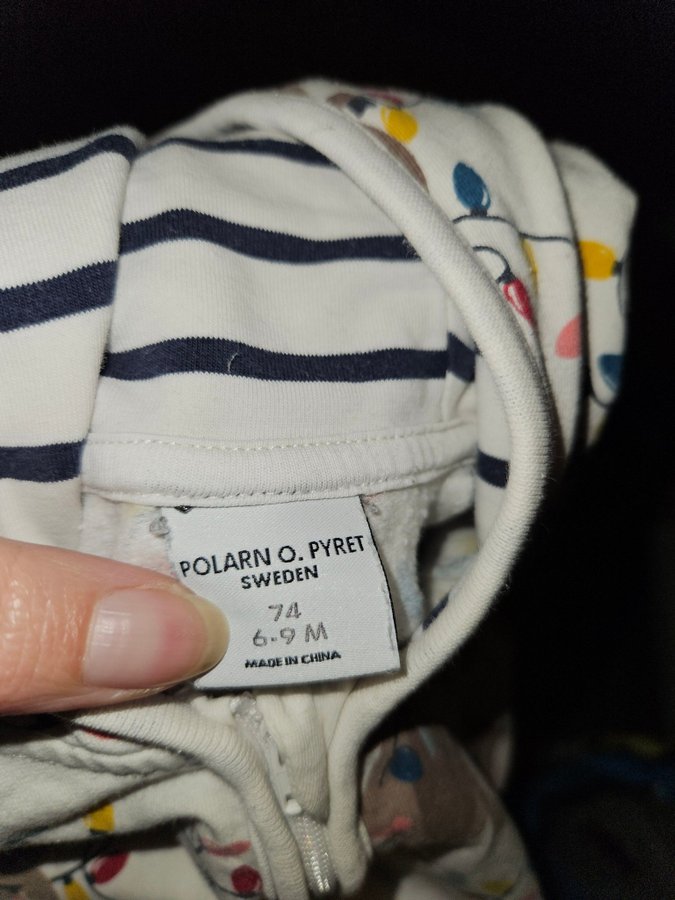 POLARN O. PYRET
SWEDEN
74
6-9 M
MADE IN CHINA